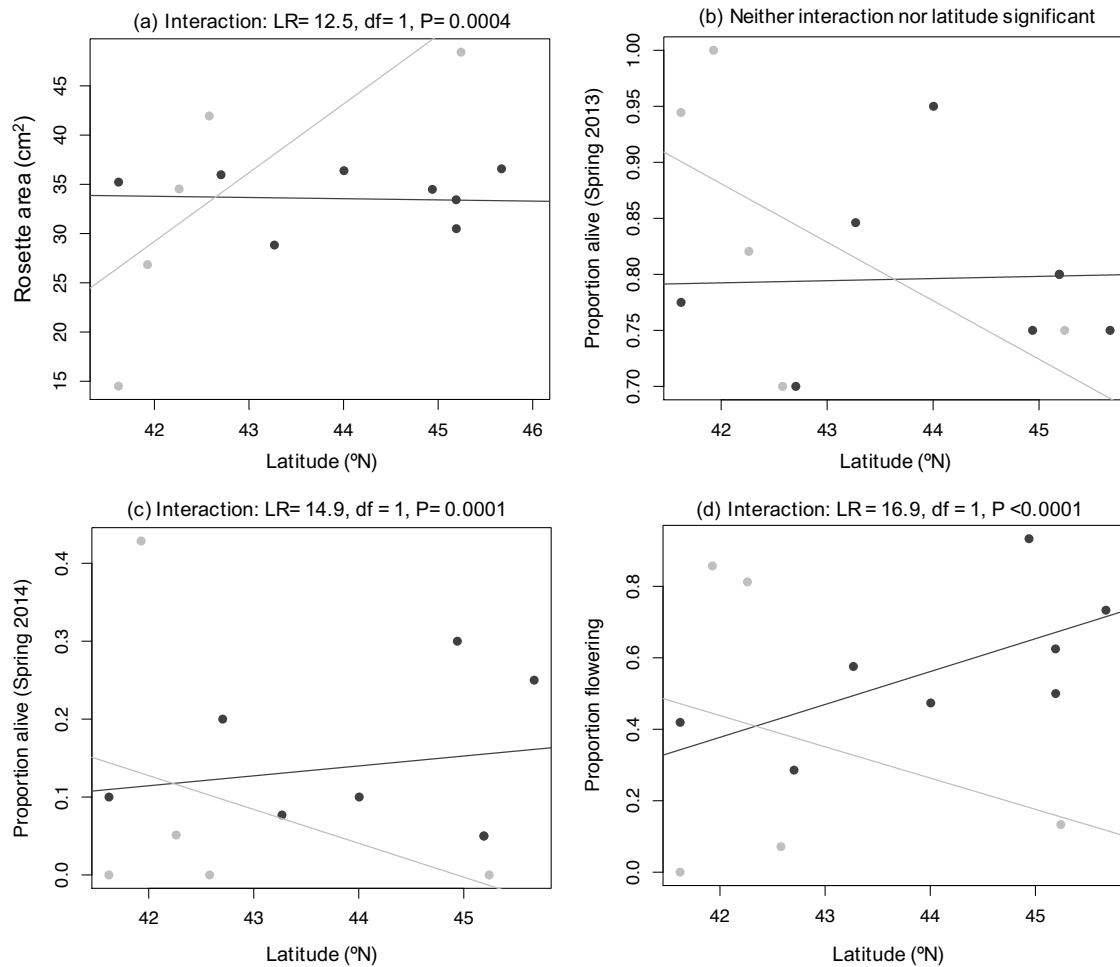 (a) Interaction: LR= 12.5, df= 1, P= 0.0004
Rosette area (cm²)
45
40
35
30
25
20
15
42 43 44 45 46
Latitude (ºN)
(b) Neither interaction nor latitude significant
Proportion alive (Spring 2013)
1.00
0.95
0.90
0.85
0.80
0.75
0.70
42 43 44 45
Latitude (ºN)
(c) Interaction: LR= 14.9, df = 1, P= 0.0001
Proportion alive (Spring 2014)
0.4
0.3
0.2
0.1
0.0
42 43 44 45
Latitude (ºN)
(d) Interaction: LR = 16.9, df = 1, P <0.0001
Proportion flowering
0.8
0.6
0.4
0.2
0.0
42 43 44 45
Latitude (ºN)